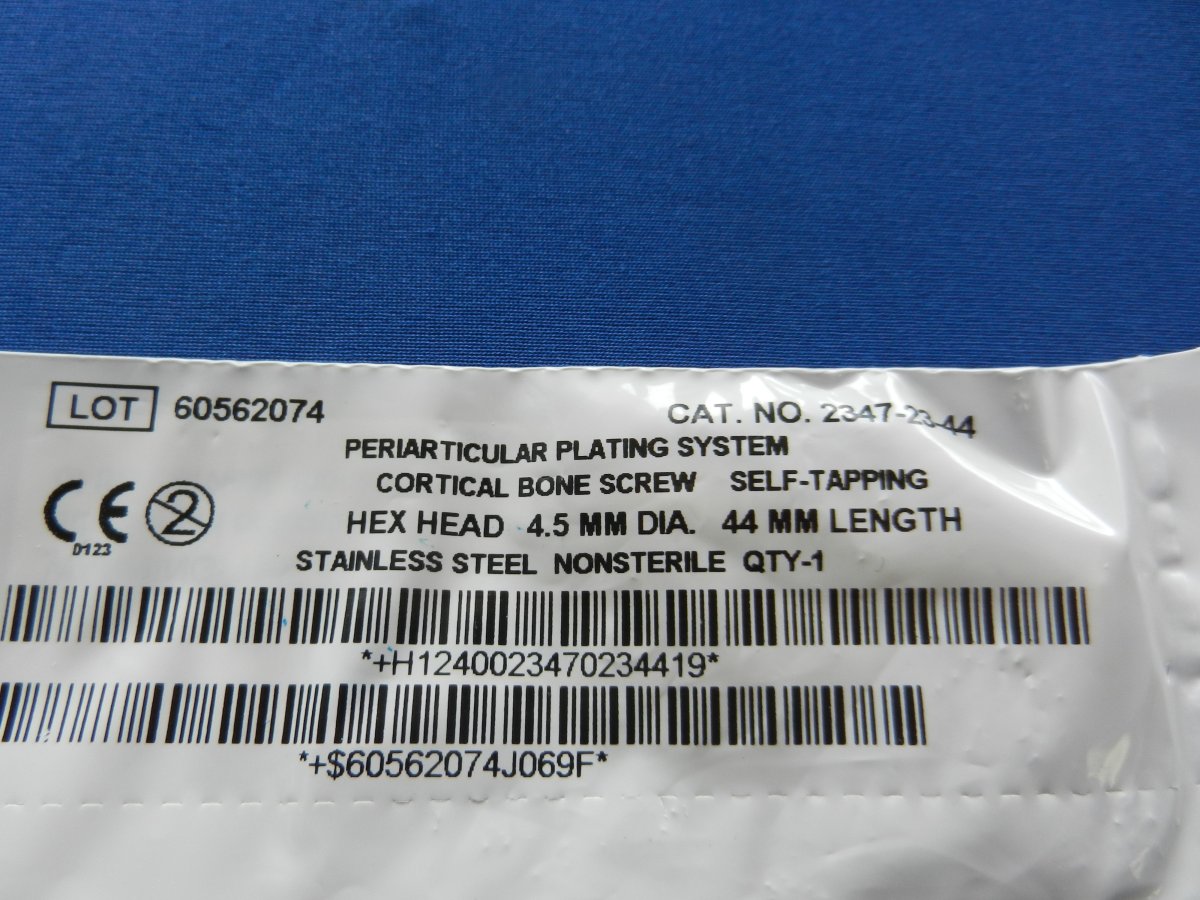 LOT 60562074 CAT. NO. 2347-23-44
PERIARTICULAR PLATING SYSTEM
CORTICAL BONE SCREW SELF-TAPPING
CE 2 HEX HEAD 4.5 MM DIA. 44 MM LENGTH
0123
STAINLESS STEEL NONSTERILE QTY-1
*+H1240023470234419*
*+$60562074J069F*